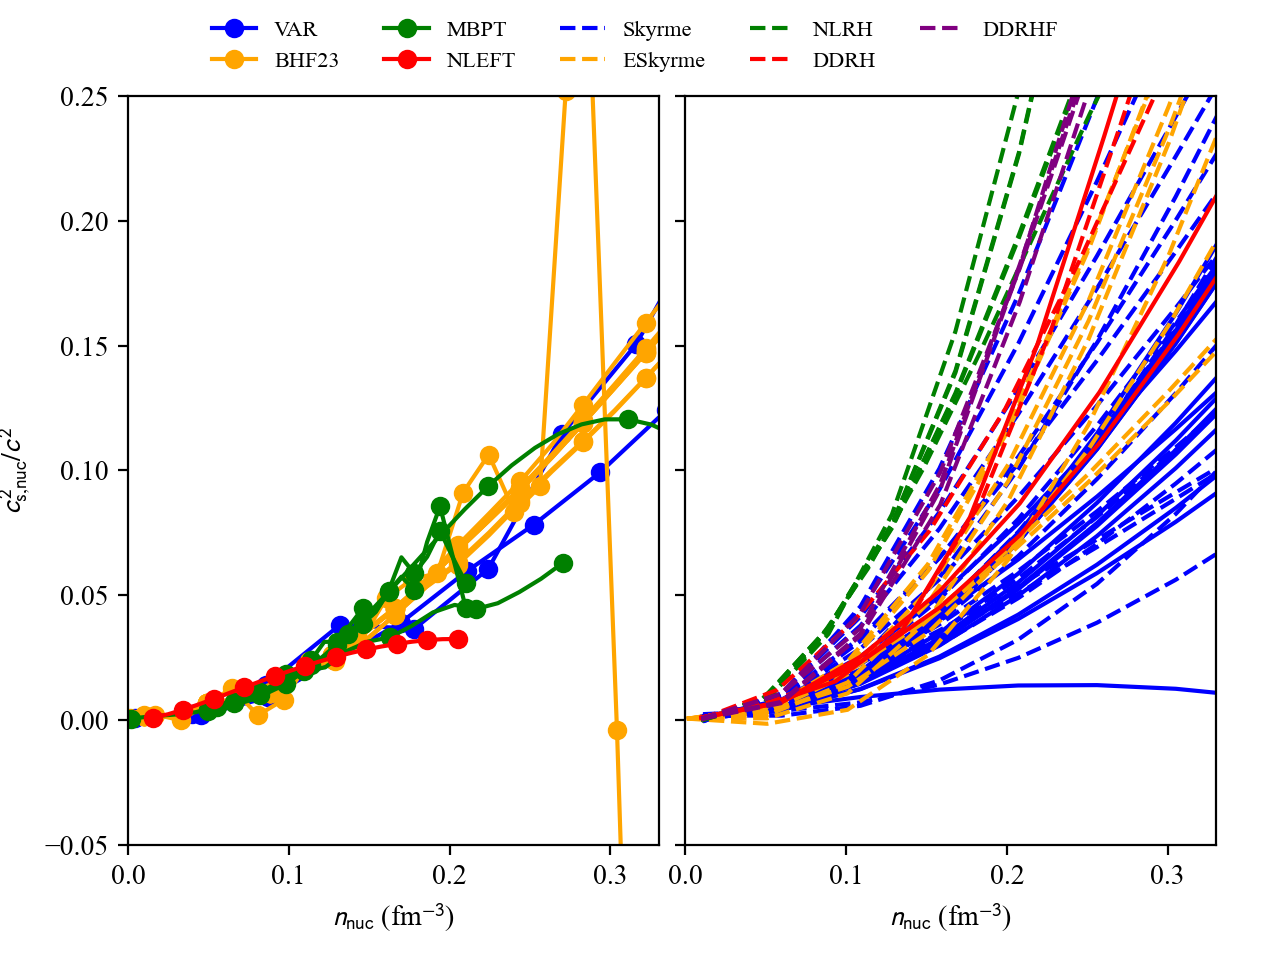 VAR MBPT Skyrme NLRH DDRHF
BHF23 NLEFT ESkyrme DDRH
0.25
0.20
0.15
0.10
0.05
0.00
−0.05
c²s,nuc/c²
0.0 0.1 0.2 0.3 0.0 0.1 0.2 0.3
nnuc (fm⁻³) nnuc (fm⁻³)